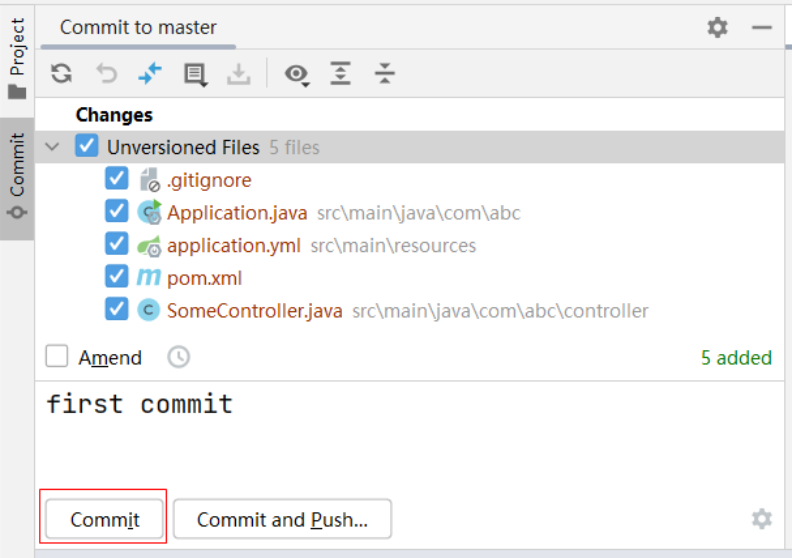 Project
Commit
Commit to master
Changes
Unversioned Files 5 files
.gitignore
Application.java src\main\java\com\abc
application.yml src\main\resources
pom.xml
SomeController.java src\main\java\com\abc\controller
Amend
5 added
first commit
Commit
Commit and Push...